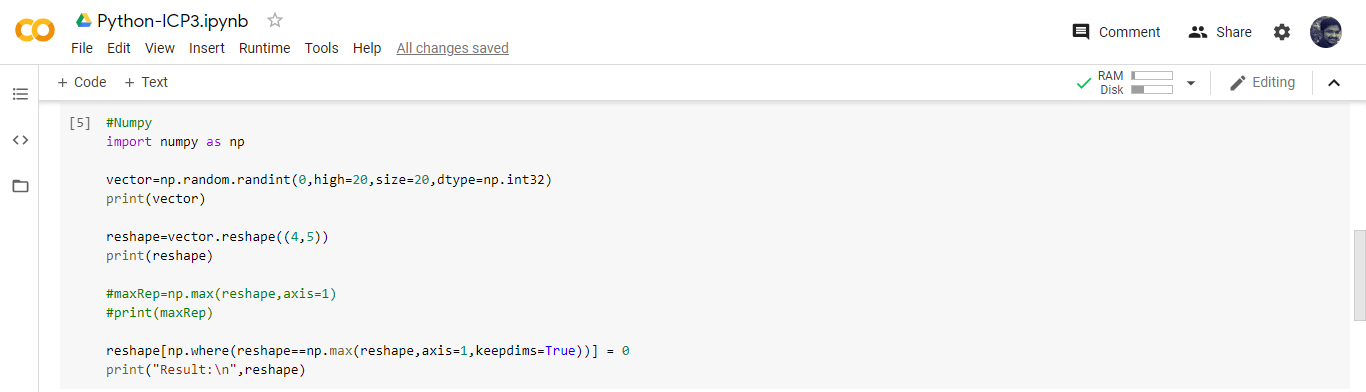 Python-ICP3.ipynb
File Edit View Insert Runtime Tools Help All changes saved
Comment Share
+ Code + Text
RAM
Disk
Editing
[5] #Numpy
import numpy as np
vector=np.random.randint(0,high=20,size=20,dtype=np.int32)
print(vector)
reshape=vector.reshape((4,5))
print(reshape)
#maxRep=np.max(reshape,axis=1)
#print(maxRep)
reshape[np.where(reshape==np.max(reshape,axis=1,keepdims=True))] = 0
print("Result:\n",reshape)